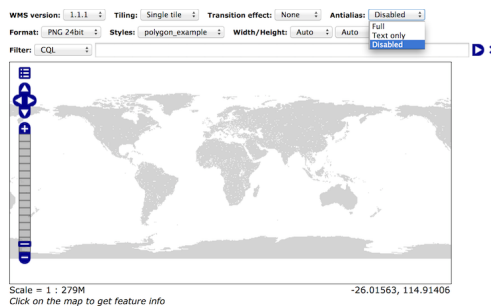 WMS version: 1.1.1 Tiling: Single tile Transition effect: None Antialias: Disabled
Full
Text only
Disabled
Format: PNG 24bit Styles: polygon_example Width/Height: Auto Auto
Filter: CQL
Scale = 1 : 279M
-26.01563, 114.91406
Click on the map to get feature info